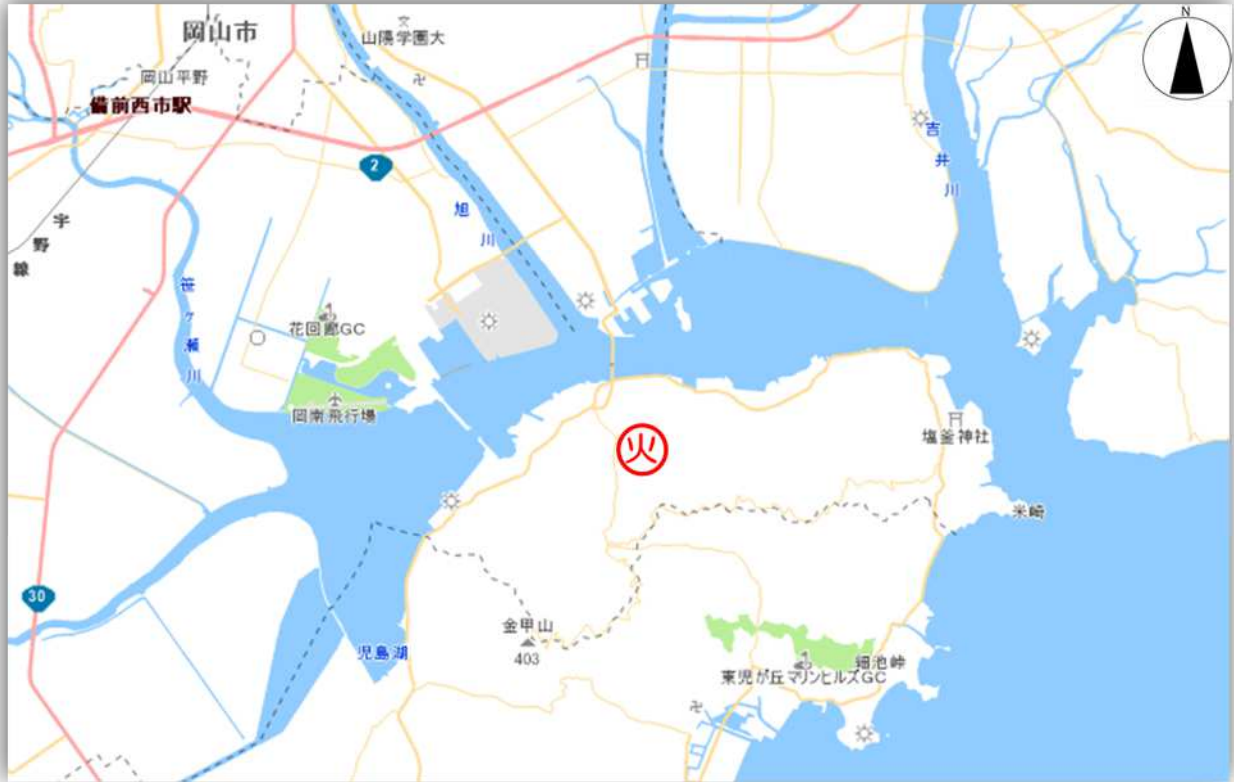 N
岡山市
山陽学園大
岡山平野
備前西市駅
2
吉井川
旭川
宇野線
笹ヶ瀬川
花回廊GC
岡南飛行場
塩釜神社
火
米崎
30
金甲山
403
児島湖
細池峠
東児が丘マリンヒルズGC